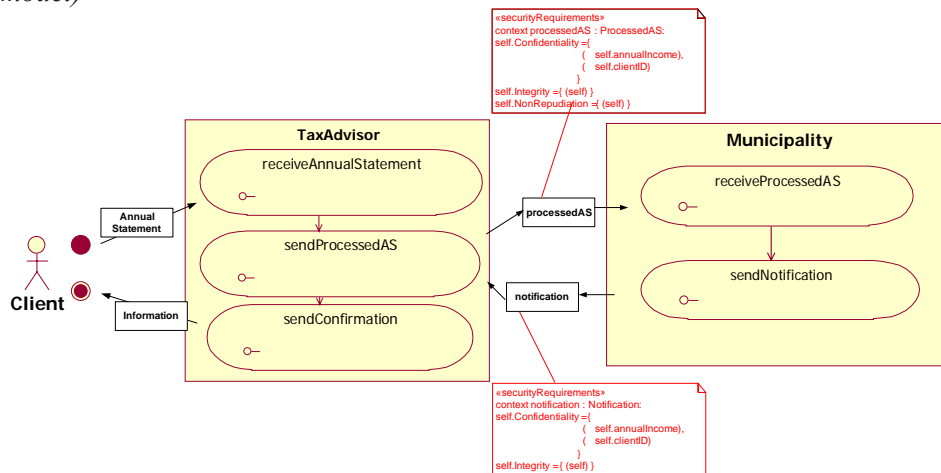 model)
«securityRequirements»
context processedAS : ProcessedAS:
self.Confidentiality ={
( self.annualIncome),
( self.clientID)
}
self.Integrity ={ (self) }
self.NonRepudiation ={ (self) }
TaxAdvisor
receiveAnnualStatement
Municipality
receiveProcessedAS
Annual
Statement
processedAS
sendProcessedAS
sendNotification
Client
notification
Information
sendConfirmation
«securityRequirements»
context notification : Notification:
self.Confidentiality ={
( self.annualIncome),
( self.clientID)
}
self.Integrity ={ (self) }